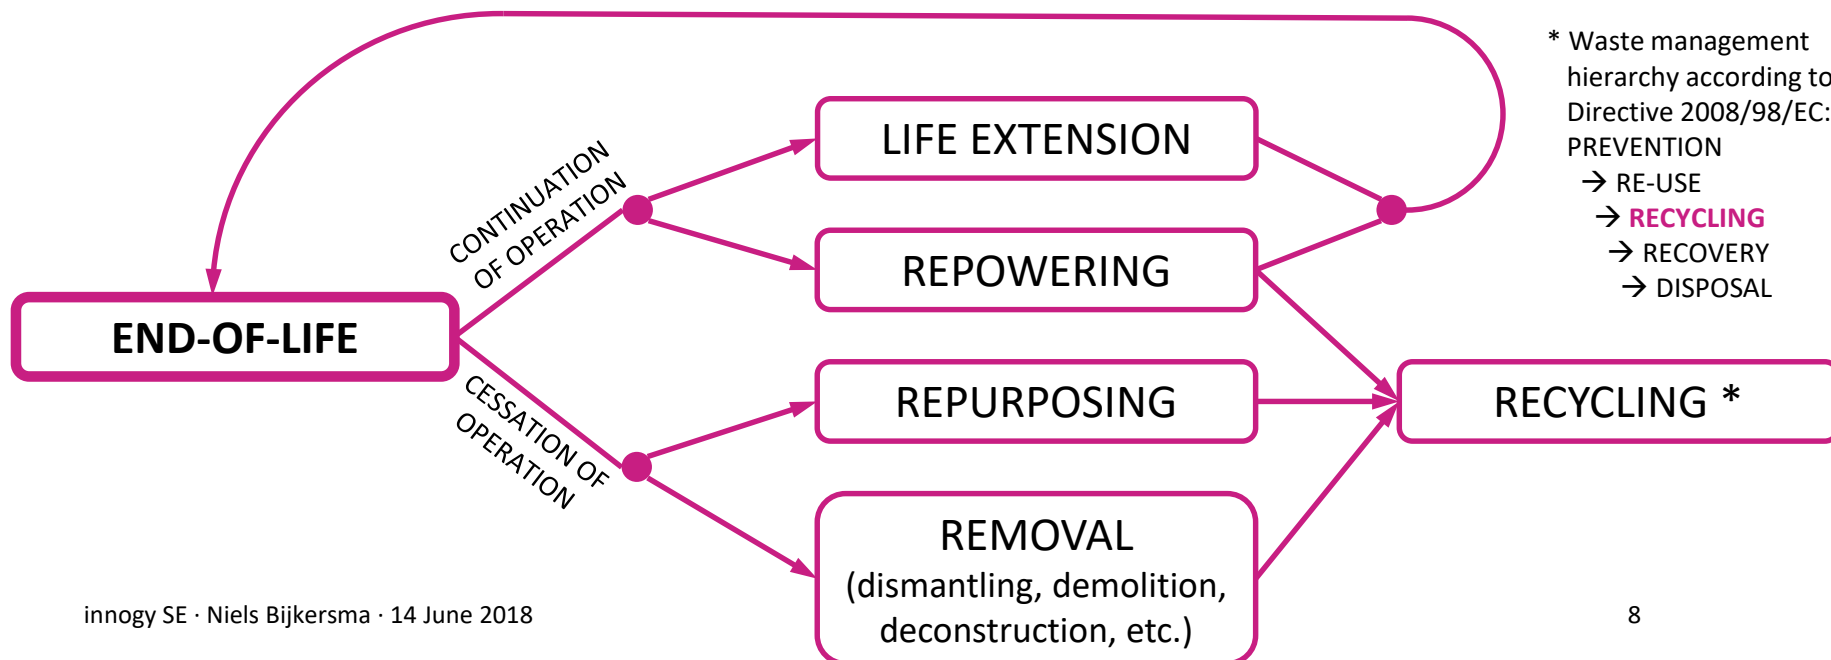 * Waste management
hierarchy according to
Directive 2008/98/EC:
PREVENTION
→ RE-USE
→ RECYCLING
→ RECOVERY
→ DISPOSAL
LIFE EXTENSION
CONTINUATION
OF OPERATION
REPOWERING
END-OF-LIFE
CESSATION OF
OPERATION
REPURPOSING
RECYCLING *
REMOVAL
(dismantling, demolition,
deconstruction, etc.)
innogy SE · Niels Bijkersma · 14 June 2018
8